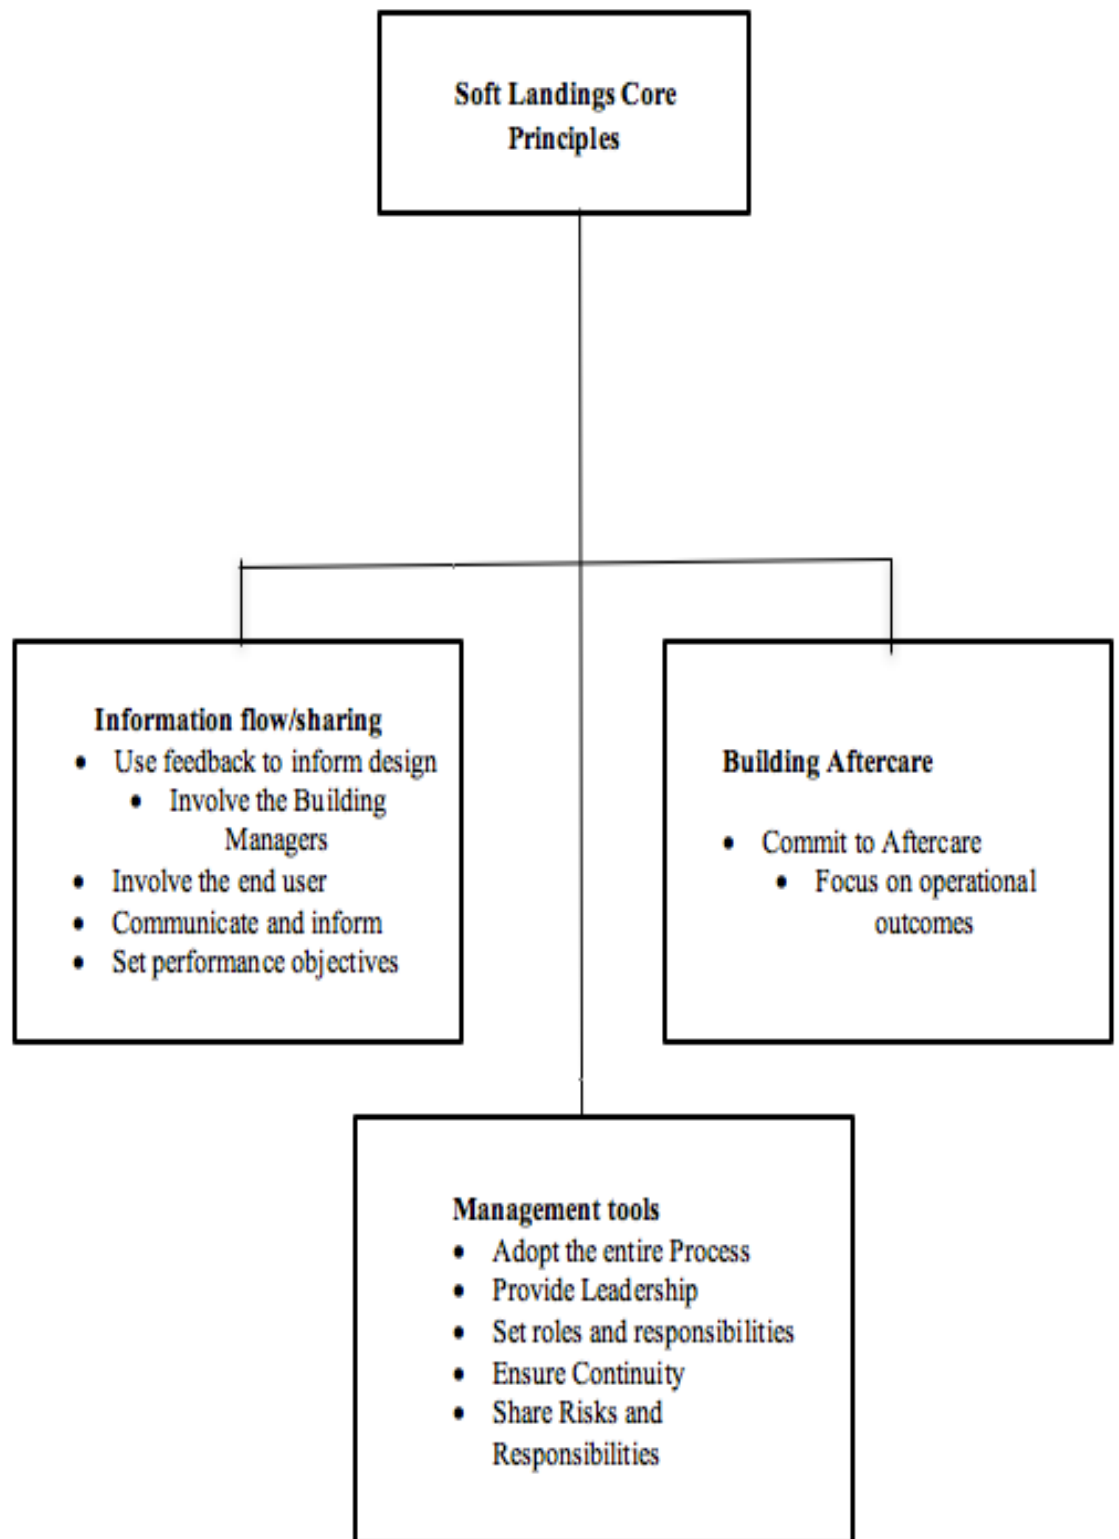 Soft Landings Core
Principles
Information flow/sharing
• Use feedback to inform design
• Involve the Building
Managers
• Involve the end user
• Communicate and inform
• Set performance objectives
Building Aftercare
• Commit to Aftercare
• Focus on operational
outcomes
Management tools
• Adopt the entire Process
• Provide Leadership
• Set roles and responsibilities
• Ensure Continuity
• Share Risks and
Responsibilities